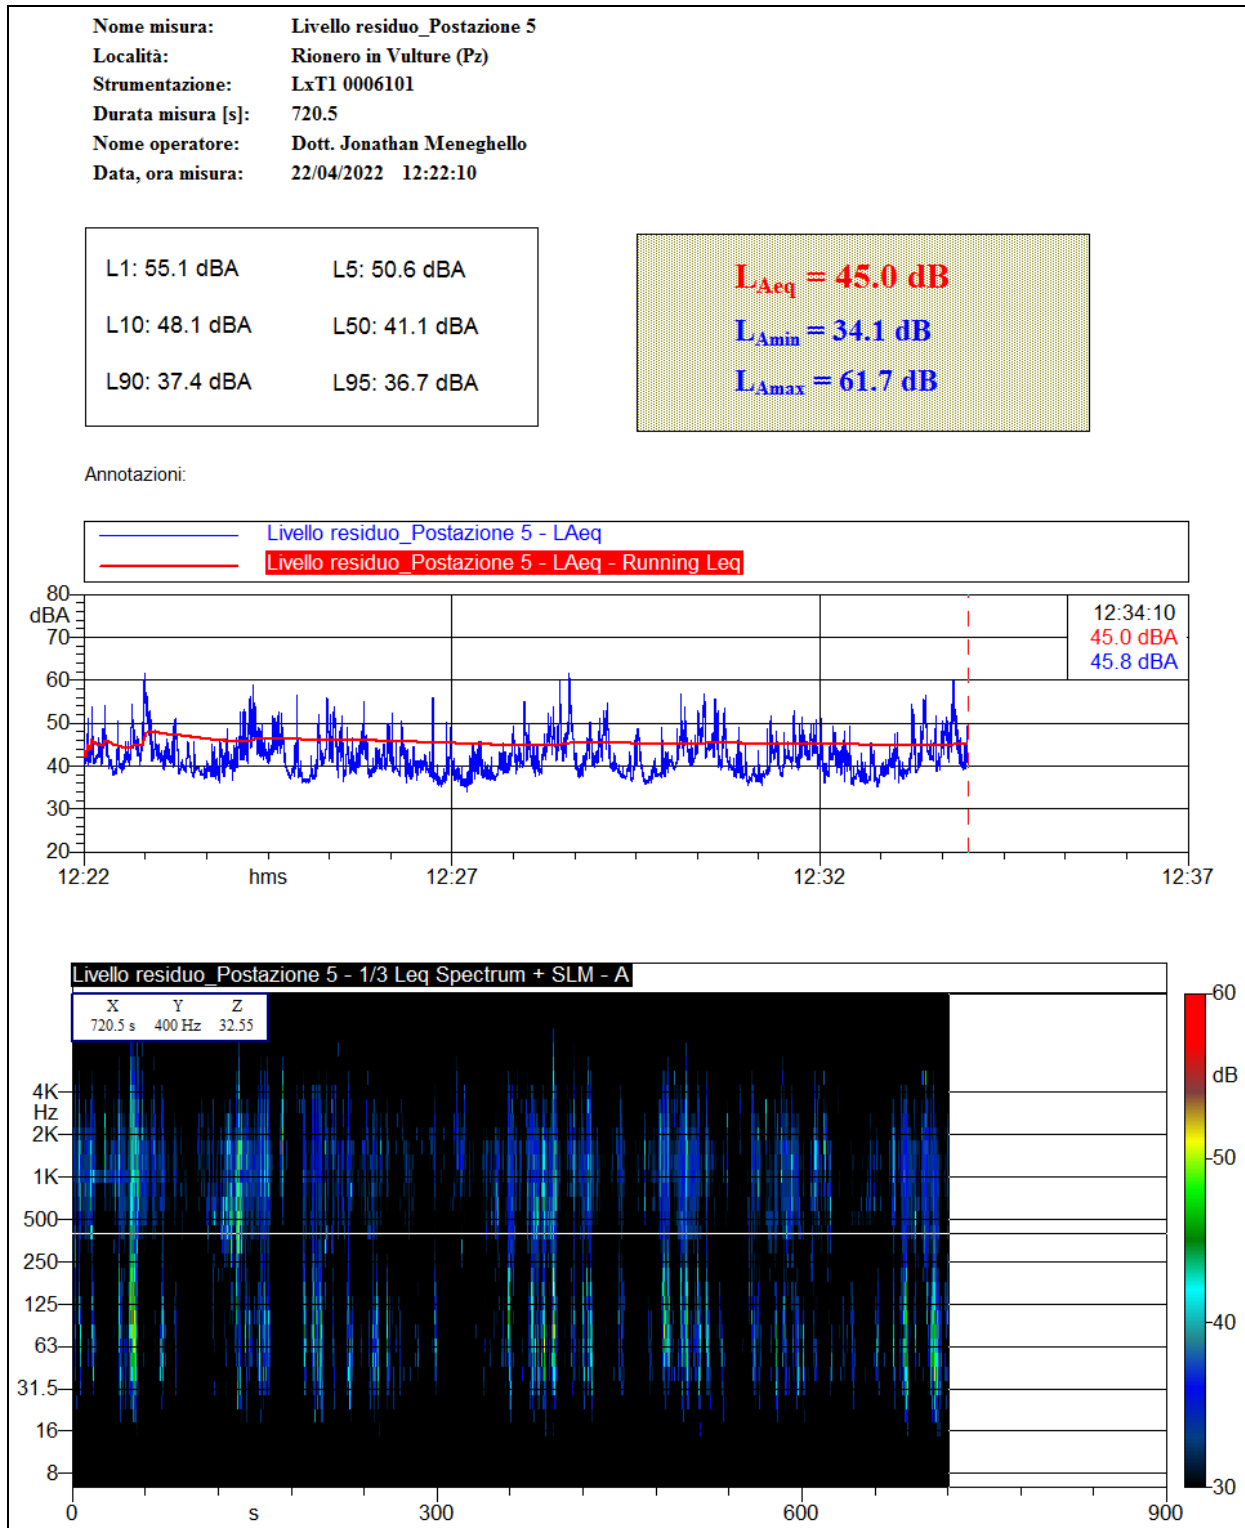 Nome misura: Livello residuo_Postazione 5
Località: Rionero in Vulture (Pz)
Strumentazione: LxT1 0006101
Durata misura [s]: 720.5
Nome operatore: Dott. Jonathan Meneghello
Data, ora misura: 22/04/2022 12:22:10
L1: 55.1 dBA L5: 50.6 dBA
L10: 48.1 dBA L50: 41.1 dBA
L90: 37.4 dBA L95: 36.7 dBA
LAeq = 45.0 dB
LAmin = 34.1 dB
LAmax = 61.7 dB
Annotazioni:
Livello residuo_Postazione 5 - LAeq
Livello residuo_Postazione 5 - LAeq - Running Leq
80
dBA
70
60
50
40
30
20
12:34:10
45.0 dBA
45.8 dBA
12:22 hms 12:27 12:32 12:37
Livello residuo_Postazione 5 - 1/3 Leq Spectrum + SLM - A
X Y Z
720.5 s 400 Hz 32.55
4K
Hz
2K
1K
500
250
125
63
31.5
16
8
60
dB
50
40
30
0 s 300 600 900